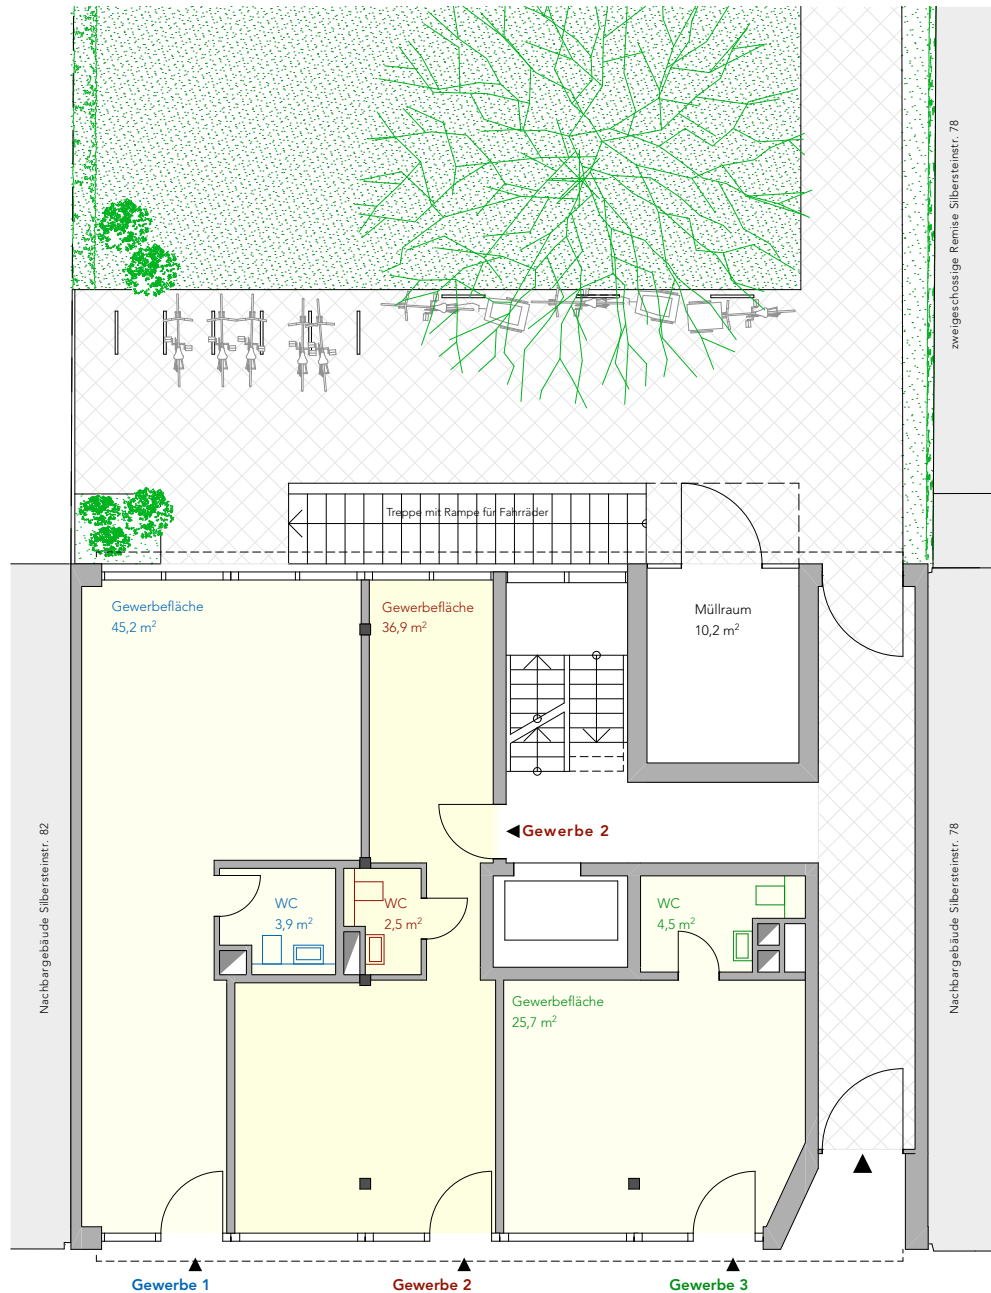 zweigeschossige Remise Silbersteinstr. 78
Treppe mit Rampe für Fahrräder
Gewerbefläche
45,2 m²
Gewerbefläche
36,9 m²
Müllraum
10,2 m²
Gewerbe 2
Nachbargebäude Silbersteinstr. 82
Nachbargebäude Silbersteinstr. 78
WC
3,9 m²
WC
2,5 m²
WC
4,5 m²
Gewerbefläche
25,7 m²
Gewerbe 1
Gewerbe 2
Gewerbe 3